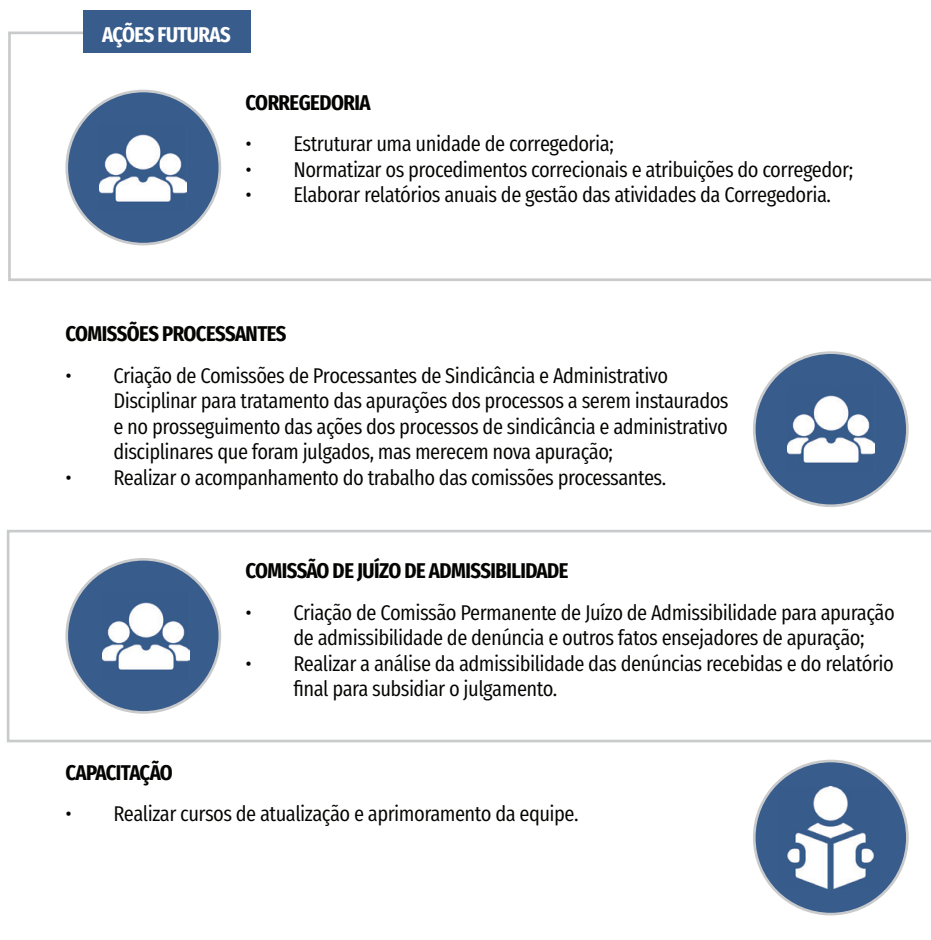 AÇÕES FUTURAS
CORREGEDORIA
• Estruturar uma unidade de corregedoria;
• Normatizar os procedimentos correcionais e atribuições do corregedor;
• Elaborar relatórios anuais de gestão das atividades da Corregedoria.
COMISSÕES PROCESSANTES
• Criação de Comissões de Processantes de Sindicância e Administrativo
Disciplinar para tratamento das apurações dos processos a serem instaurados
e no prosseguimento das ações dos processos de sindicância e administrativo
disciplinares que foram julgados, mas merecem nova apuração;
• Realizar o acompanhamento do trabalho das comissões processantes.
COMISSÃO DE JUÍZO DE ADMISSIBILIDADE
• Criação de Comissão Permanente de Juízo de Admissibilidade para apuração
de admissibilidade de denúncia e outros fatos ensejadores de apuração;
• Realizar a análise da admissibilidade das denúncias recebidas e do relatório
final para subsidiar o julgamento.
CAPACITAÇÃO
• Realizar cursos de atualização e aprimoramento da equipe.